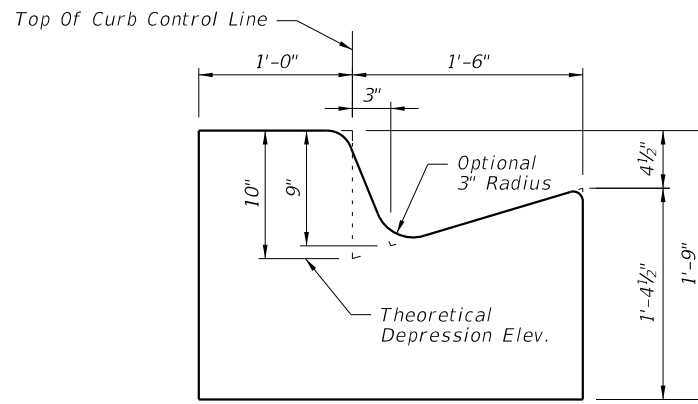 Top Of Curb Control Line
1'-0"
1'-6"
3"
Optional
3" Radius
10"
9"
4½"
1'-4½"
1'-9"
Theoretical
Depression Elev.